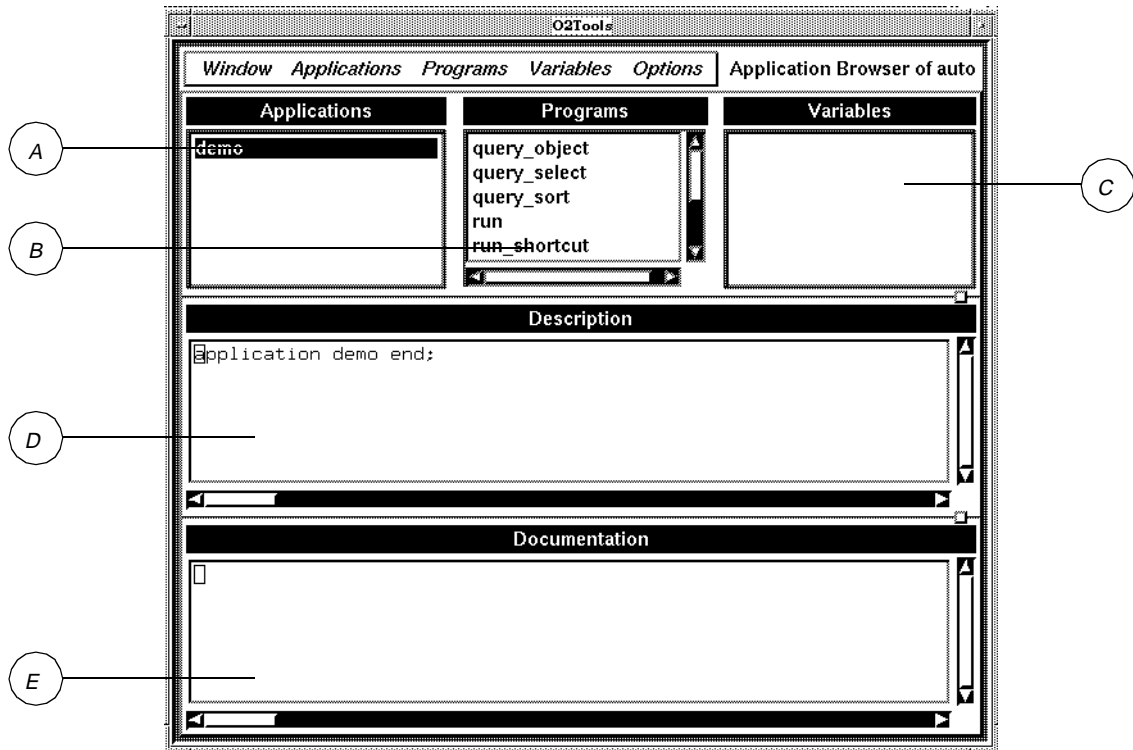 O2Tools
Window Applications Programs Variables Options Application Browser of auto
Applications Programs Variables
A
demo
query_object
query_select
query_sort
run
run_shortcut
B
C
Description
application demo end;
D
Documentation
E